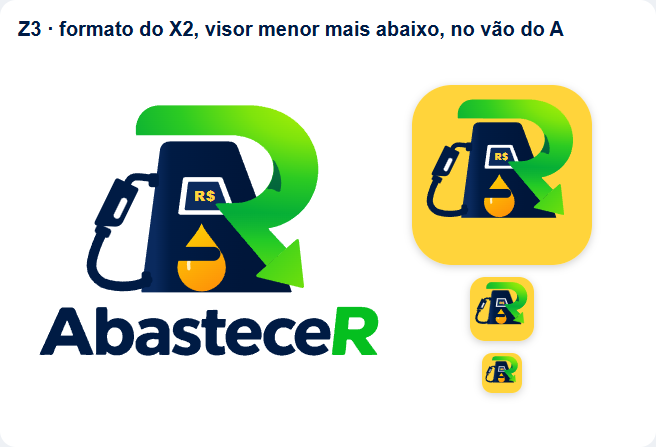 Z3 · formato do X2, visor menor mais abaixo, no vão do A
R$
AbasteceR
R$
R$
R$